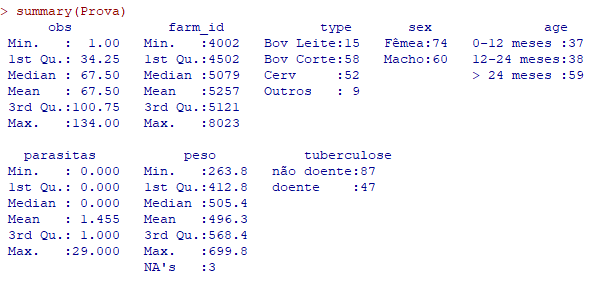 > summary(Prova)
      obs            farm_id            type       sex              age
 Min.   :  1.00   Min.   :4002   Bov Leite:15   Fêmea:74   0-12 meses :37
 1st Qu.: 34.25   1st Qu.:4502   Bov Corte:58   Macho:60   12-24 meses:38
 Median : 67.50   Median :5079   Cerv     :52              > 24 meses :59
 Mean   : 67.50   Mean   :5257   Outros   : 9
 3rd Qu.:100.75   3rd Qu.:5121
 Max.   :134.00   Max.   :8023
   parasitas           peso           tuberculose
 Min.   : 0.000   Min.   :263.8   não doente:87
 1st Qu.: 0.000   1st Qu.:412.8   doente    :47
 Median : 0.000   Median :505.4
 Mean   : 1.455   Mean   :496.3
 3rd Qu.: 1.000   3rd Qu.:568.4
 Max.   :29.000   Max.   :699.8
                  NA's   :3